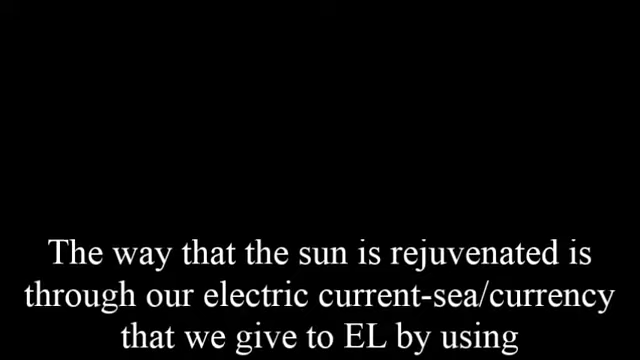 The way that the sun is rejuvenated is
through our electric current-sea/currency
that we give to EL by using